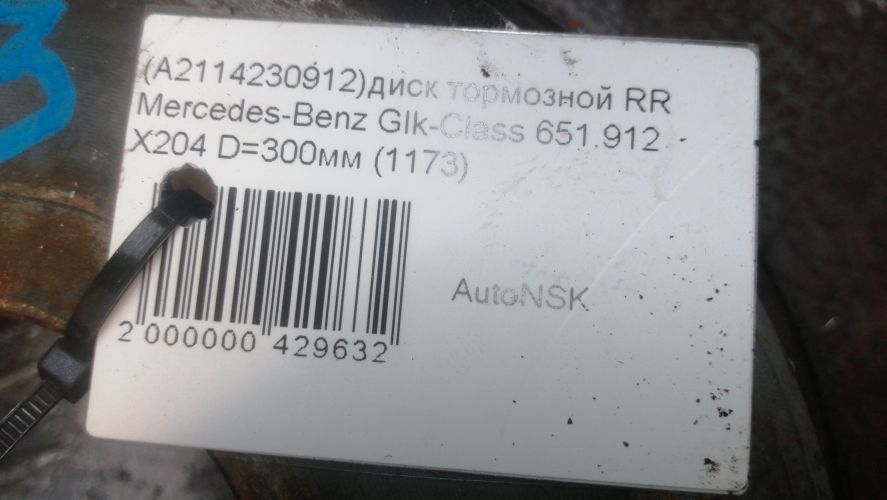 (A2114230912)диск тормозной RR
Mercedes-Benz Glk-Class 651.912
X204 D=300мм (1173)
AutoNSK
2 000000 429632